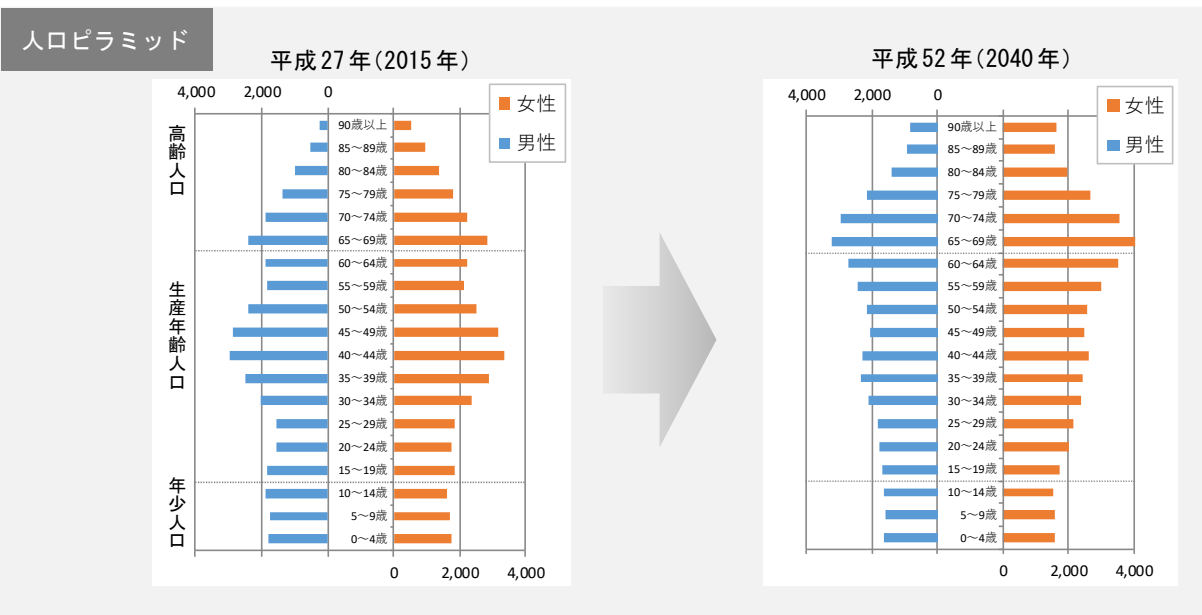 人口ピラミッド
平成27年(2015年)
4,000 2,000 0
女性
男性
高齢人口
生産年齢人口
年少人口
90歳以上
85～89歳
80～84歳
75～79歳
70～74歳
65～69歳
60～64歳
55～59歳
50～54歳
45～49歳
40～44歳
35～39歳
30～34歳
25～29歳
20～24歳
15～19歳
10～14歳
5～9歳
0～4歳
0 2,000 4,000
平成52年(2040年)
4,000 2,000 0
女性
男性
90歳以上
85～89歳
80～84歳
75～79歳
70～74歳
65～69歳
60～64歳
55～59歳
50～54歳
45～49歳
40～44歳
35～39歳
30～34歳
25～29歳
20～24歳
15～19歳
10～14歳
5～9歳
0～4歳
0 2,000 4,000